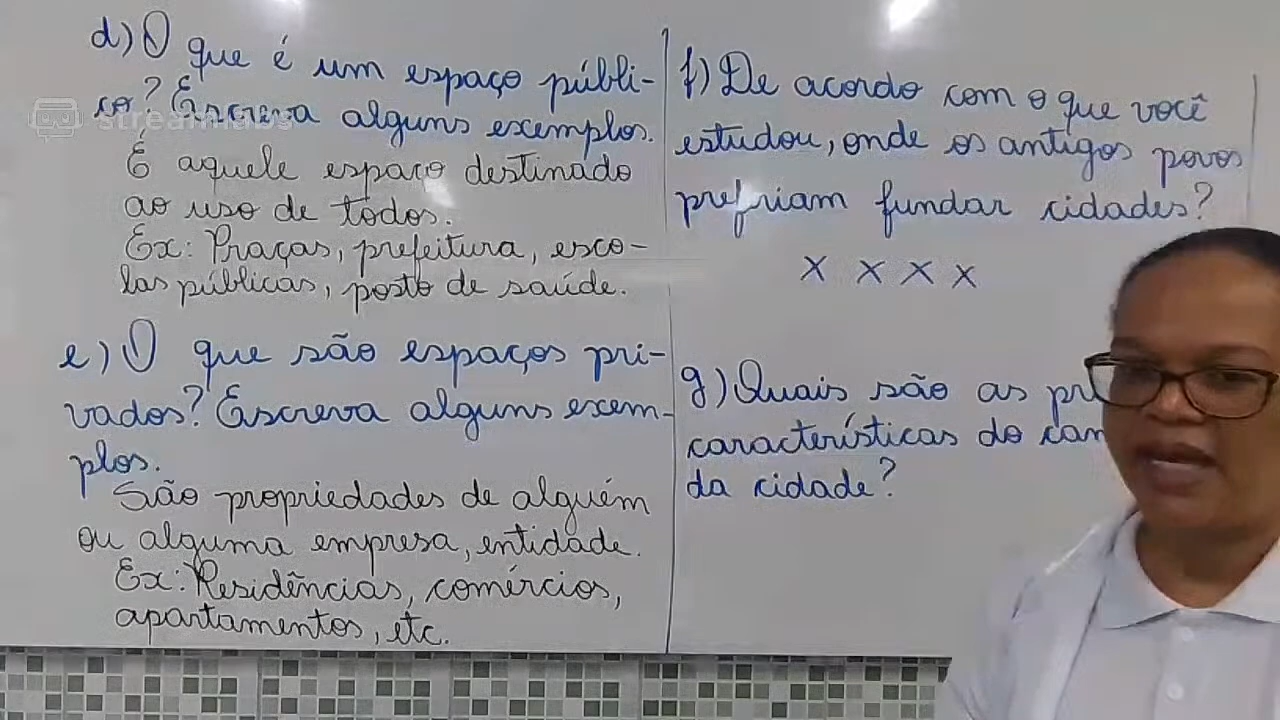 d) O que é um espaço públi-
co? Escreva alguns exemplos.
É aquele espaço destinado
ao uso de todos.
Ex: Praças, prefeitura, esco-
las públicas, posto de saúde.
e) O que são espaços pri-
vados? Escreva alguns exem-
plos.
São propriedades de alguém
ou alguma empresa, entidade.
Ex: Residências, comércios,
apartamentos, etc.
f) De acordo com o que você
estudou, onde os antigos povos
prefriam fundar cidades?
X X X X
g) Quais são as pr
características do cam
da cidade?
streamlabs